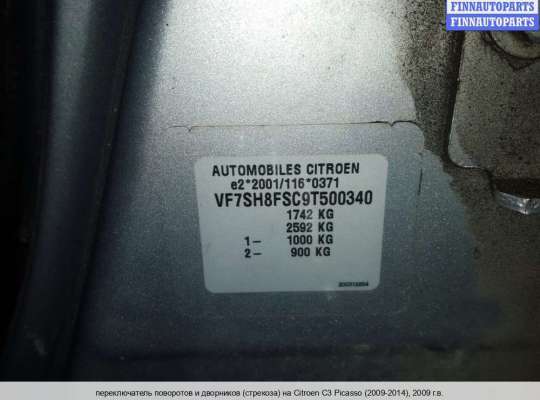 FINNAUTOPARTS
FINNAUTOPARTS
AUTOMOBILES CITROEN
e2*2001/116*0371
VF7SH8FSC9T500340
1742 KG
2592 KG
1- 1000 KG
2- 900 KG
переключатель поворотов и дворников (стрекоза) на Citroen C3 Picasso (2009-2014), 2009 г.в.